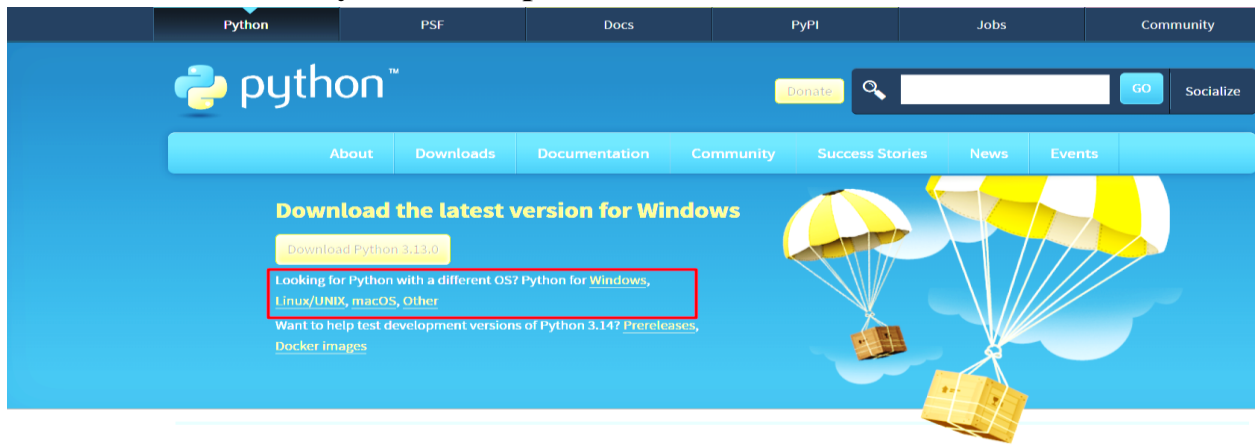 Python PSF Docs PyPI Jobs Community
python™
Donate GO Socialize
About Downloads Documentation Community Success Stories News Events
Download the latest version for Windows
Download Python 3.13.0
Looking for Python with a different OS? Python for Windows,
Linux/UNIX, macOS, Other
Want to help test development versions of Python 3.14? Prereleases,
Docker images